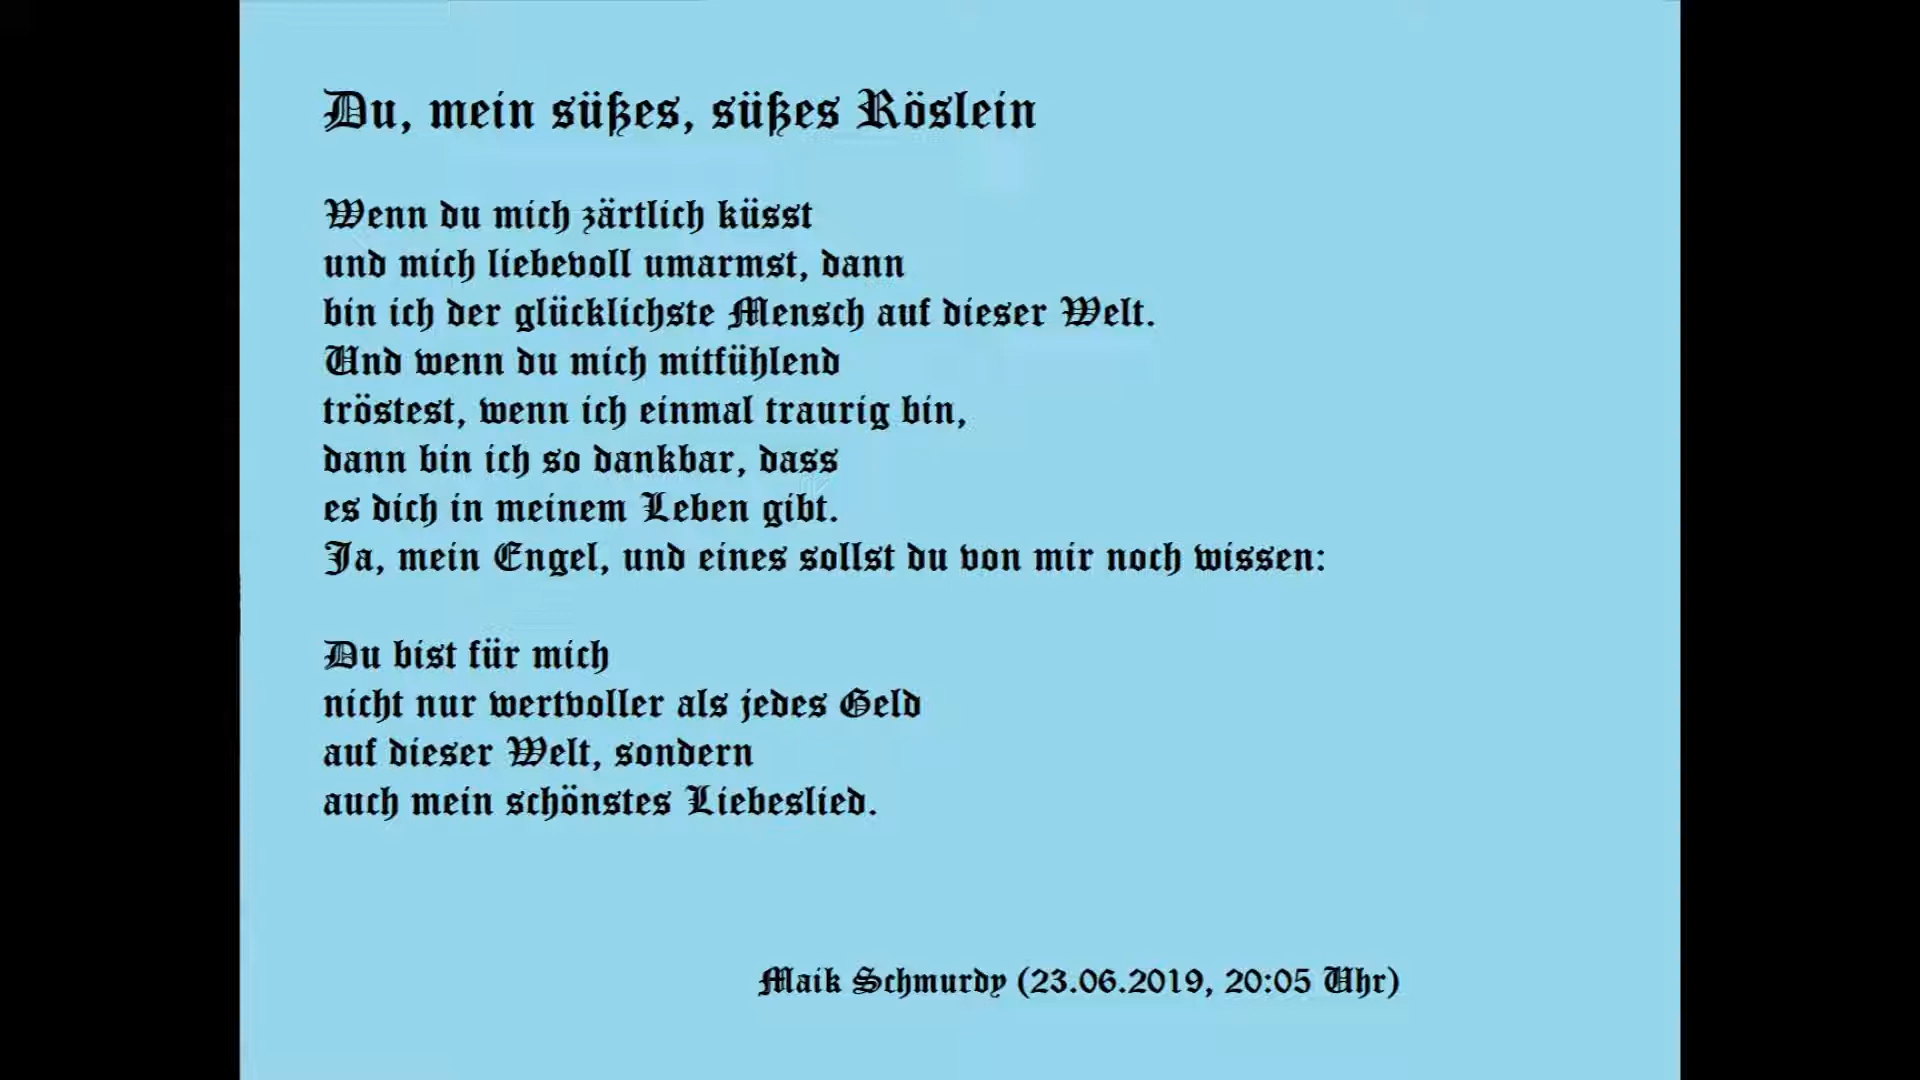 Du, mein süßes, süßes Röslein
Wenn du mich zärtlich küsst
und mich liebevoll umarmst, dann
bin ich der glücklichste Mensch auf dieser Welt.
Und wenn du mich mitfühlend
tröstest, wenn ich einmal traurig bin,
dann bin ich so dankbar, dass
es dich in meinem Leben gibt.
Ja, mein Engel, und eines sollst du von mir noch wissen:
Du bist für mich
nicht nur wertvoller als jedes Geld
auf dieser Welt, sondern
auch mein schönstes Liebeslied.
Maik Schmurdy (23.06.2019, 20:05 Uhr)